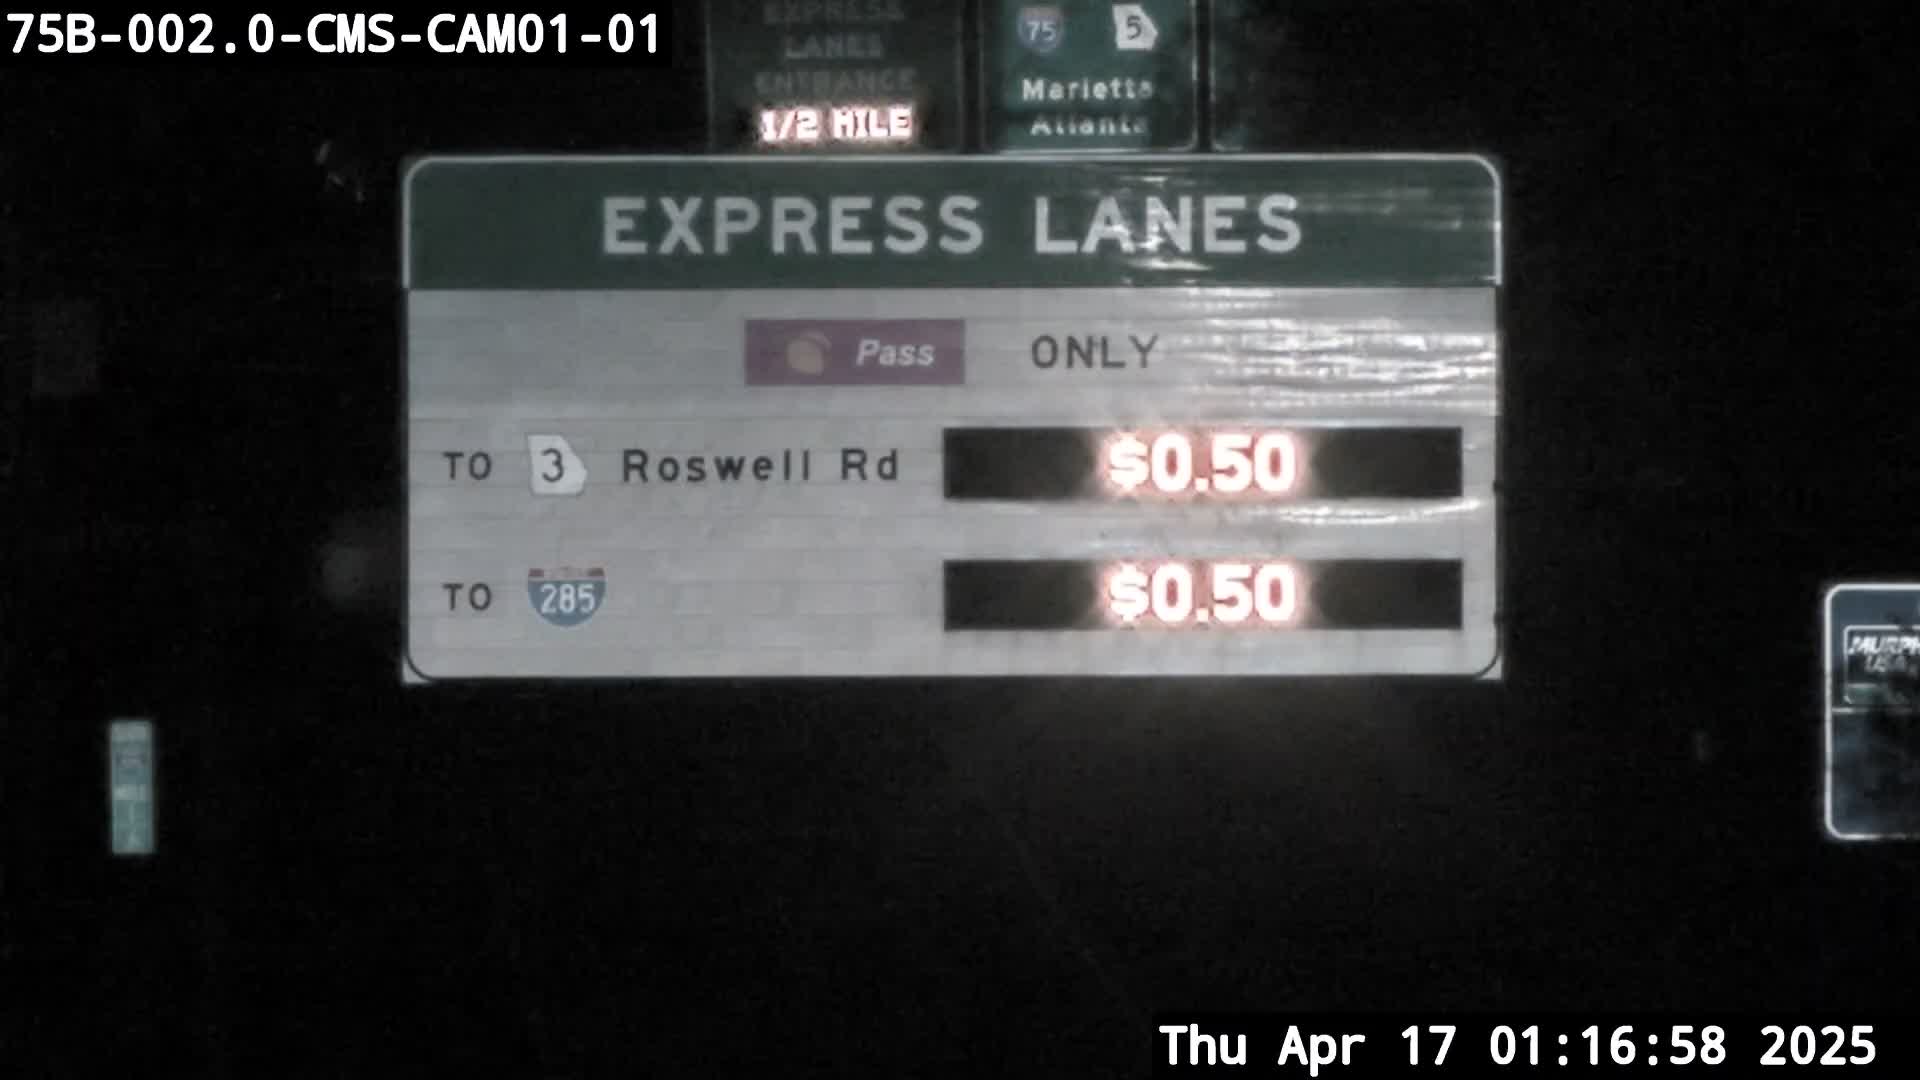 75B-002.0-CMS-CAM01-01
EXPRESS
LANES
ENTRANCE
1/2 MILE
75 5
Marietta
Atlanta
EXPRESS LANES
Pass ONLY
TO 3 Roswell Rd $0.50
TO 285 $0.50
Thu Apr 17 01:16:58 2025